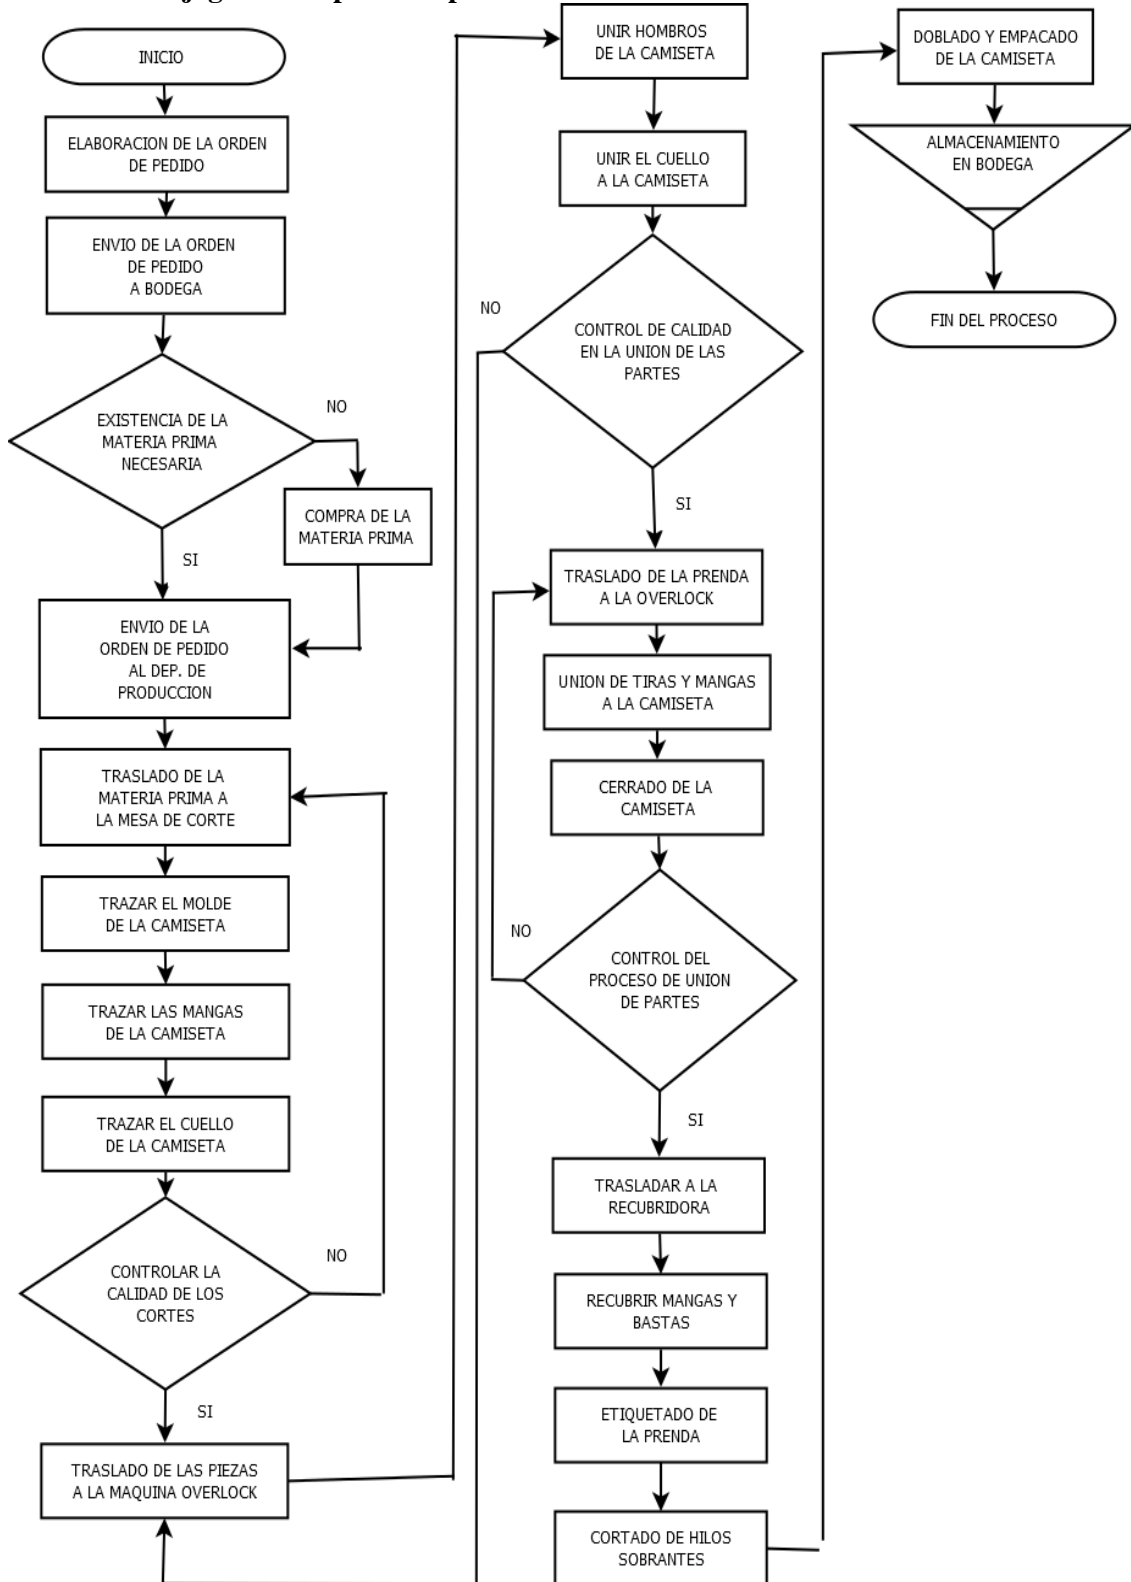 INICIO
ELABORACION DE LA ORDEN
DE PEDIDO
ENVIO DE LA ORDEN
DE PEDIDO
A BODEGA
EXISTENCIA DE LA
MATERIA PRIMA
NECESARIA
NO
COMPRA DE LA
MATERIA PRIMA
SI
ENVIO DE LA
ORDEN DE PEDIDO
AL DEP. DE
PRODUCCION
TRASLADO DE LA
MATERIA PRIMA A
LA MESA DE CORTE
TRAZAR EL MOLDE
DE LA CAMISETA
TRAZAR LAS MANGAS
DE LA CAMISETA
TRAZAR EL CUELLO
DE LA CAMISETA
CONTROLAR LA
CALIDAD DE LOS
CORTES
NO
SI
TRASLADO DE LAS PIEZAS
A LA MAQUINA OVERLOCK
UNIR HOMBROS
DE LA CAMISETA
UNIR EL CUELLO
A LA CAMISETA
NO
CONTROL DE CALIDAD
EN LA UNION DE LAS
PARTES
SI
TRASLADO DE LA PRENDA
A LA OVERLOCK
UNION DE TIRAS Y MANGAS
A LA CAMISETA
CERRADO DE LA
CAMISETA
NO
CONTROL DEL
PROCESO DE UNION
DE PARTES
SI
TRASLADAR A LA
RECUBRIDORA
RECUBRIR MANGAS Y
BASTAS
ETIQUETADO DE
LA PRENDA
CORTADO DE HILOS
SOBRANTES
DOBLADO Y EMPACADO
DE LA CAMISETA
ALMACENAMIENTO
EN BODEGA
FIN DEL PROCESO